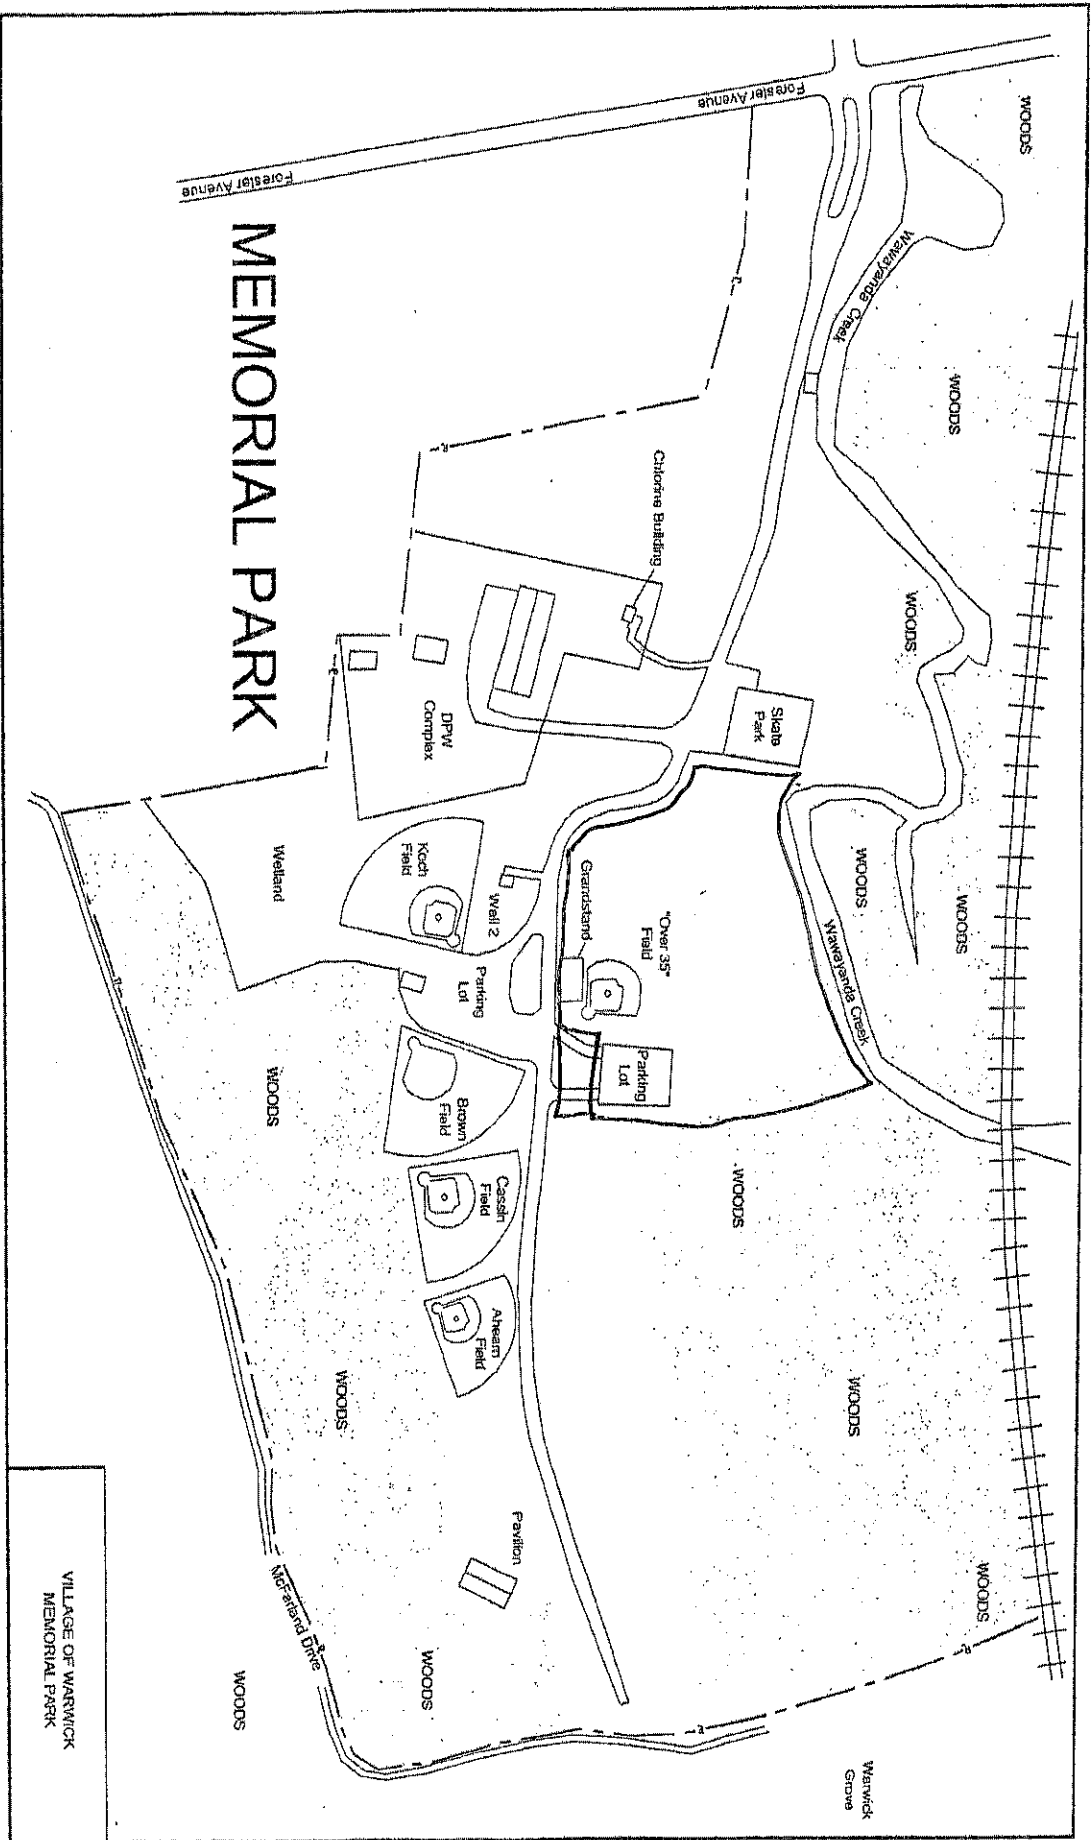 MEMORIAL PARK
Forester Avenue
Forester Avenue
WOODS
Wawayanda Creek
WOODS
WOODS
WOODS
WOODS
Wawayanda Creek
WOODS
WOODS
WOODS
Warwick
Grove
Chlorine Building
Skate
Park
DPW
Complex
"Over 35"
Field
Grandstand
Parking
Lot
Well 2
Koch
Field
Parking
Lot
Brown
Field
Cassin
Field
Ahearn
Field
Pavilion
Wetland
WOODS
WOODS
WOODS
WOODS
McFarland Drive
VILLAGE OF WARWICK
MEMORIAL PARK